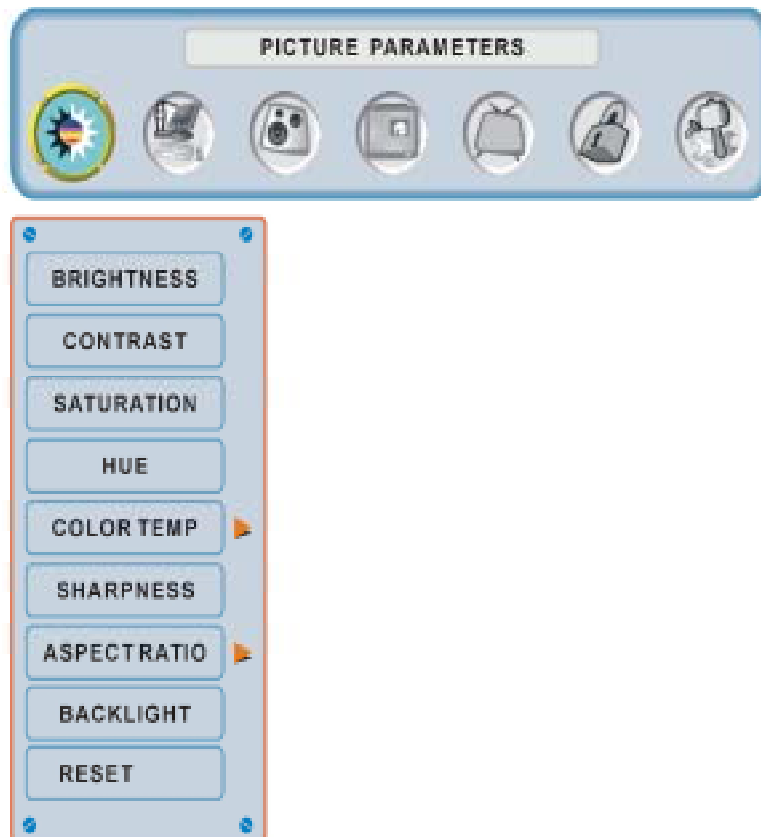 PICTURE PARAMETERS
BRIGHTNESS
CONTRAST
SATURATION
HUE
COLOR TEMP
SHARPNESS
ASPECT RATIO
BACKLIGHT
RESET